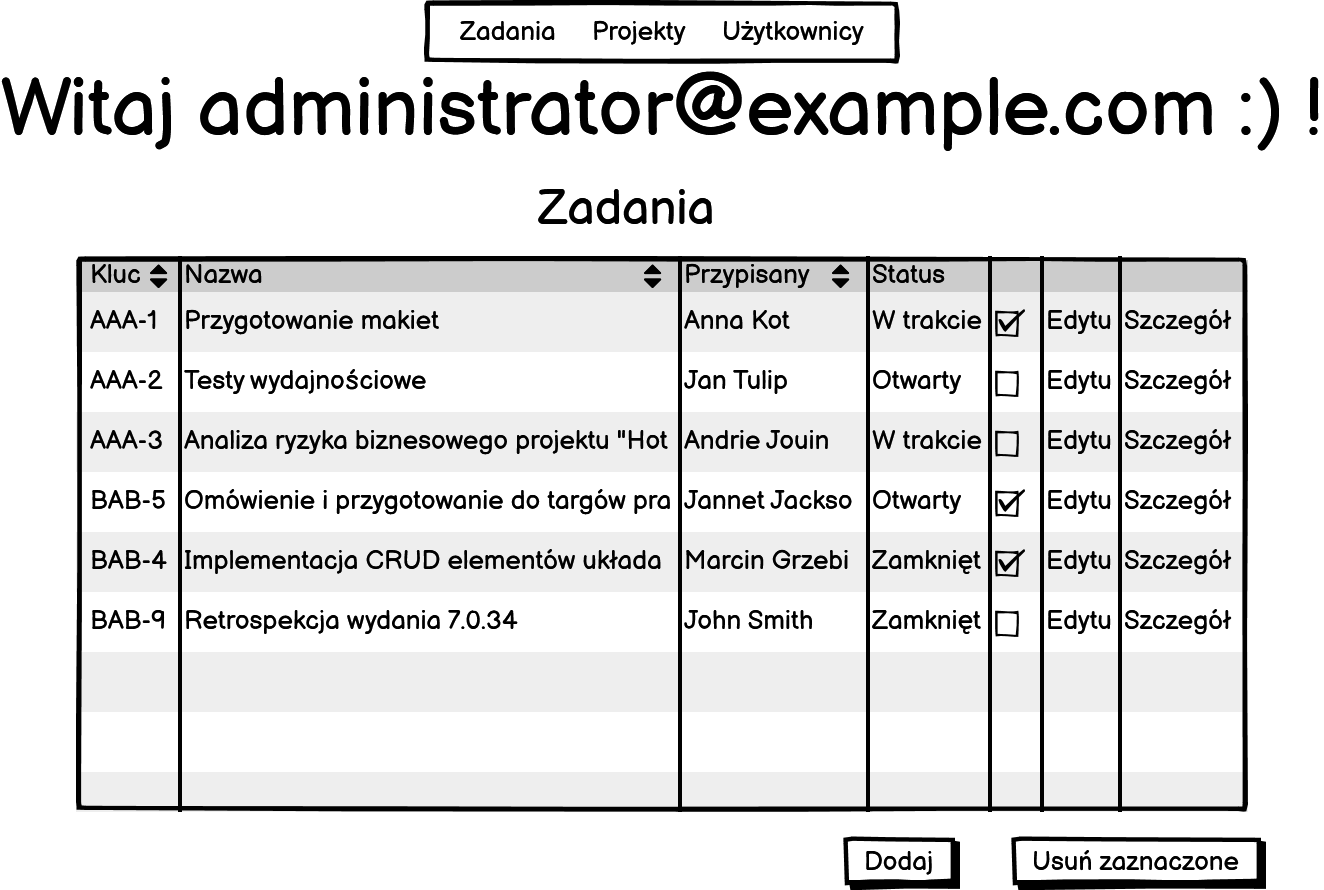 Zadania Projekty Użytkownicy
Witaj administrator@example.com :) !
Zadania
Kluc Nazwa Przypisany Status
AAA-1 Przygotowanie makiet Anna Kot W trakcie Edytu Szczegół
AAA-2 Testy wydajnościowe Jan Tulip Otwarty Edytu Szczegół
AAA-3 Analiza ryzyka biznesowego projektu "Hot Andrie Jouin W trakcie Edytu Szczegół
BAB-5 Omówienie i przygotowanie do targów pra Jannet Jackso Otwarty Edytu Szczegół
BAB-4 Implementacja CRUD elementów układa Marcin Grzebi Zamknięt Edytu Szczegół
BAB-9 Retrospekcja wydania 7.0.34 John Smith Zamknięt Edytu Szczegół
Dodaj Usuń zaznaczone